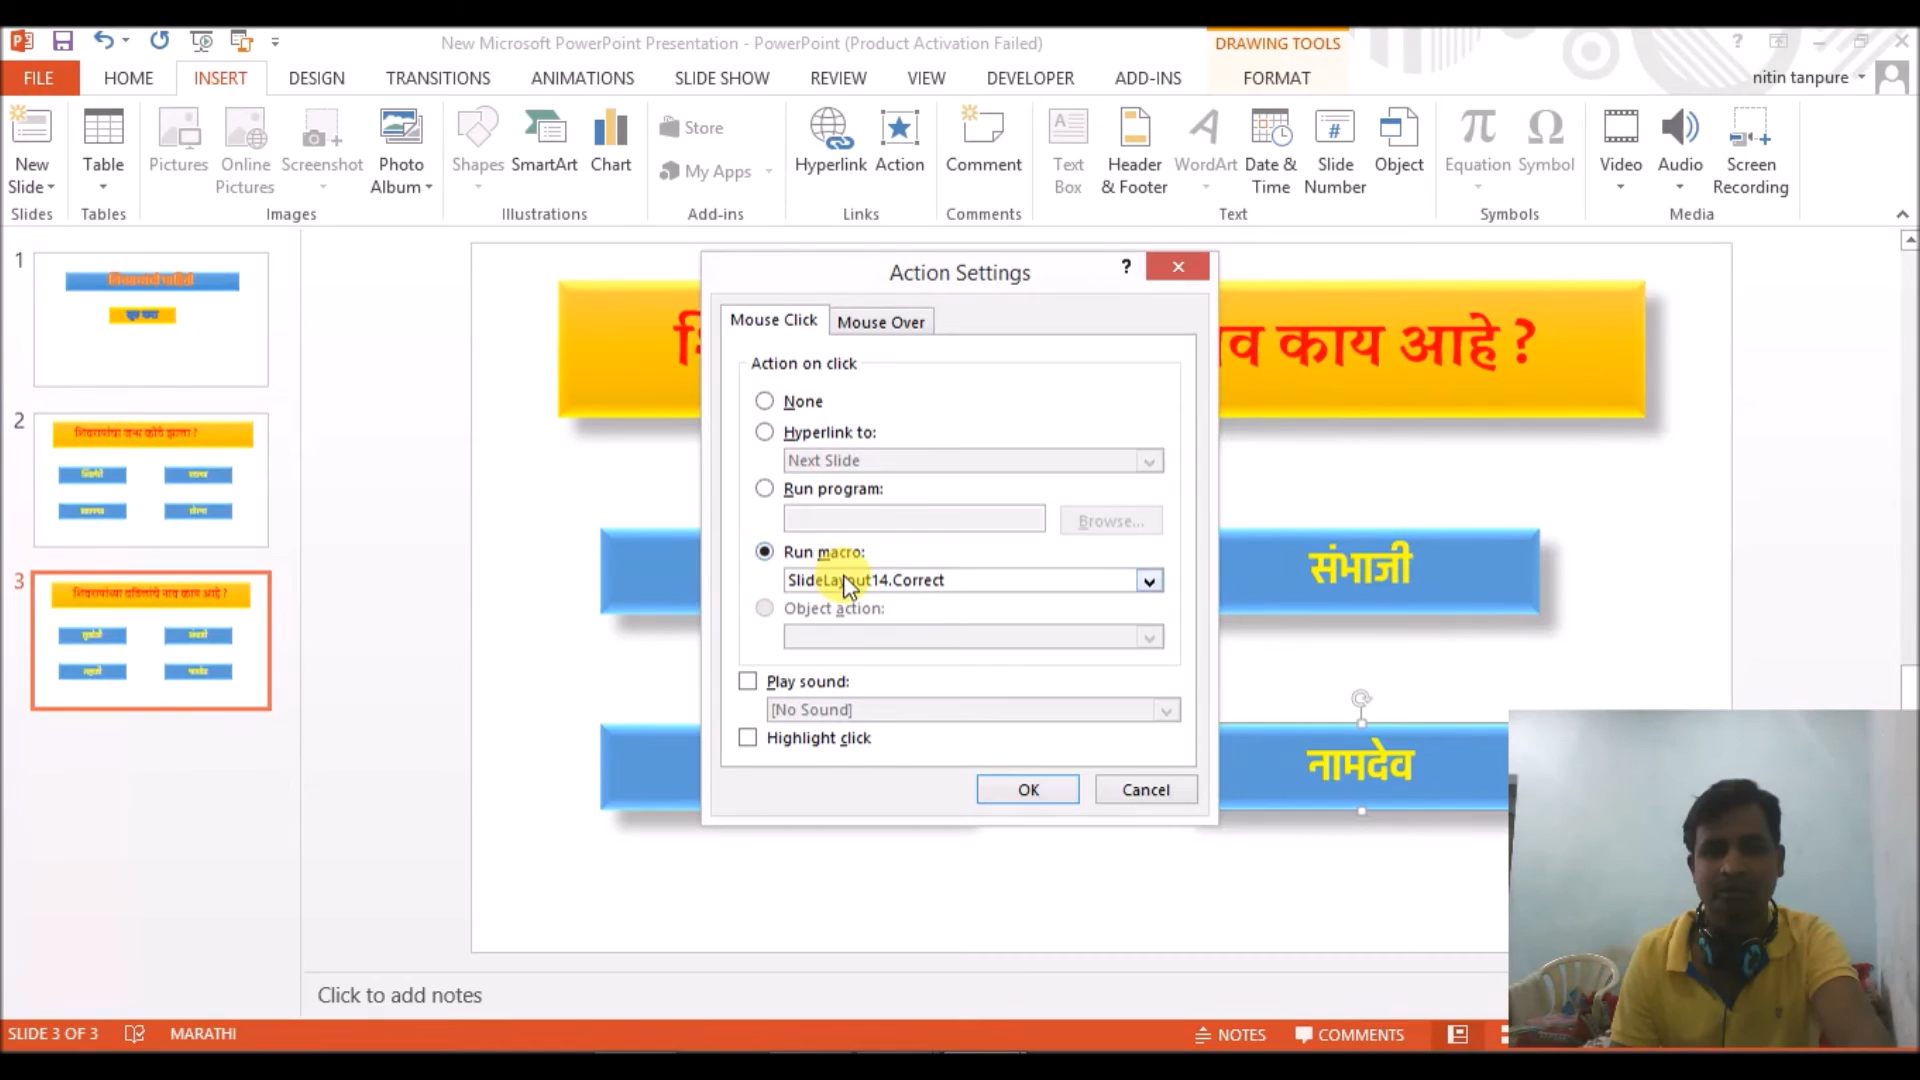 New Microsoft PowerPoint Presentation - PowerPoint (Product Activation Failed)
DRAWING TOOLS
FILE HOME INSERT DESIGN TRANSITIONS ANIMATIONS SLIDE SHOW REVIEW VIEW DEVELOPER ADD-INS FORMAT
nitin tanpure
New Slide
Table
Pictures
Online Pictures
Screenshot
Photo Album
Shapes
SmartArt
Chart
Store
My Apps
Hyperlink
Action
Comment
Text Box
Header & Footer
WordArt
Date & Time
Slide Number
Object
Equation
Symbol
Video
Audio
Screen Recording
Slides Tables Images Illustrations Add-ins Links Comments Text Symbols Media
1
2
शिवरायांचा जन्म कोठे झाला ?
3
शिवरायांच्या वडिलांचे नाव काय आहे ?
व काय आहे ?
संभाजी
नामदेव
Action Settings
?
Mouse Click
Mouse Over
Action on click
None
Hyperlink to:
Next Slide
Run program:
Browse...
Run macro:
SlideLayout14.Correct
Object action:
Play sound:
[No Sound]
Highlight click
OK
Cancel
Click to add notes
SLIDE 3 OF 3
MARATHI
NOTES
COMMENTS